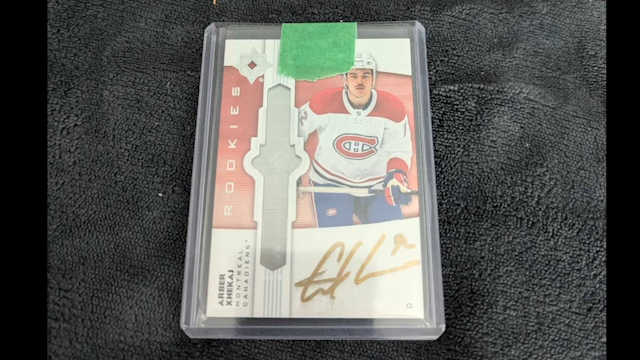 ROOKIES
ARBER
XHEKAJ
MONTREAL
CANADIENS
D